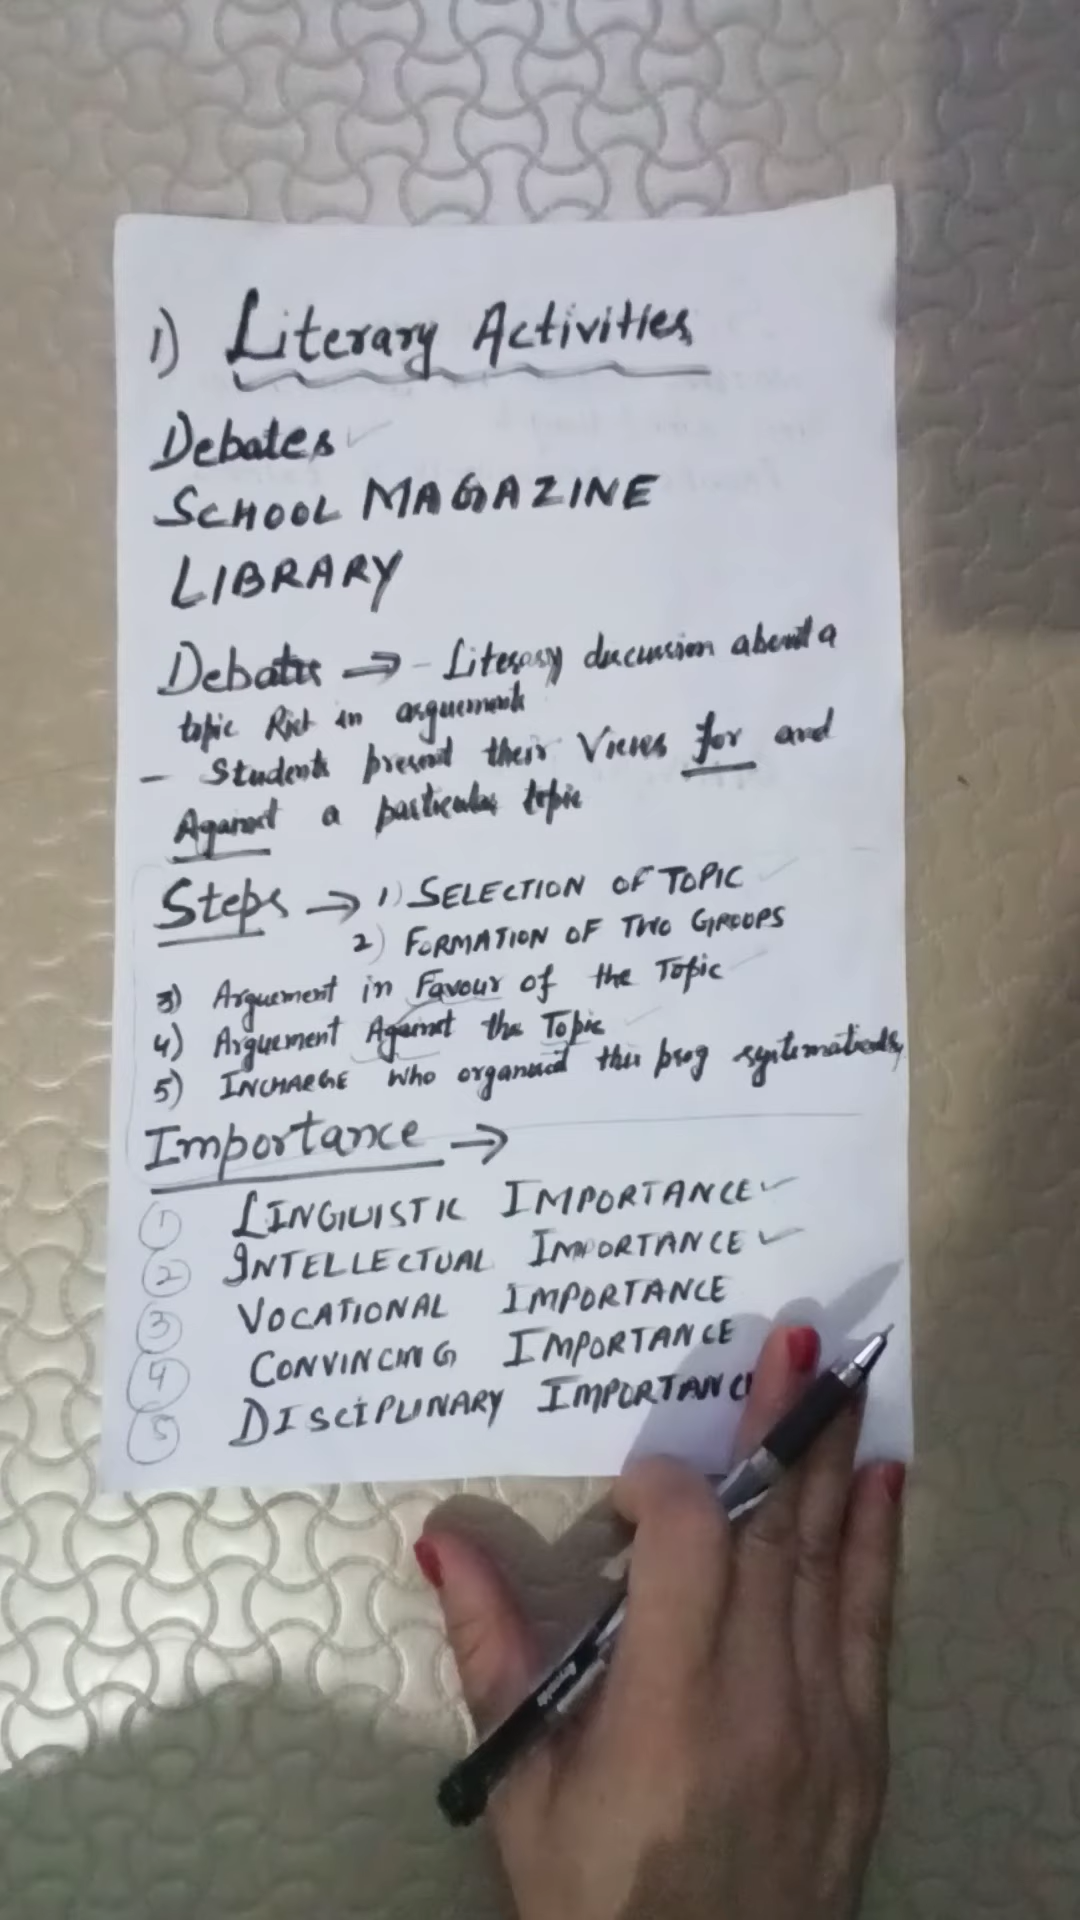 1) Literary Activities
Debates
SCHOOL MAGAZINE
LIBRARY
Debates → - Literary discussion about a
topic Rich in arguements
- Students present their Views for and
Against a particular topic
Steps → 1) SELECTION OF TOPIC
2) FORMATION OF TWO GROUPS
3) Arguement in Favour of the Topic
4) Arguement Against the Topic
5) INCHARGE who organised this prog systematically
Importance →
1 LINGUISTIC IMPORTANCE
2 INTELLECTUAL IMPORTANCE
3 VOCATIONAL IMPORTANCE
4 CONVINCING IMPORTANCE
5 DISCIPLINARY IMPORTANC